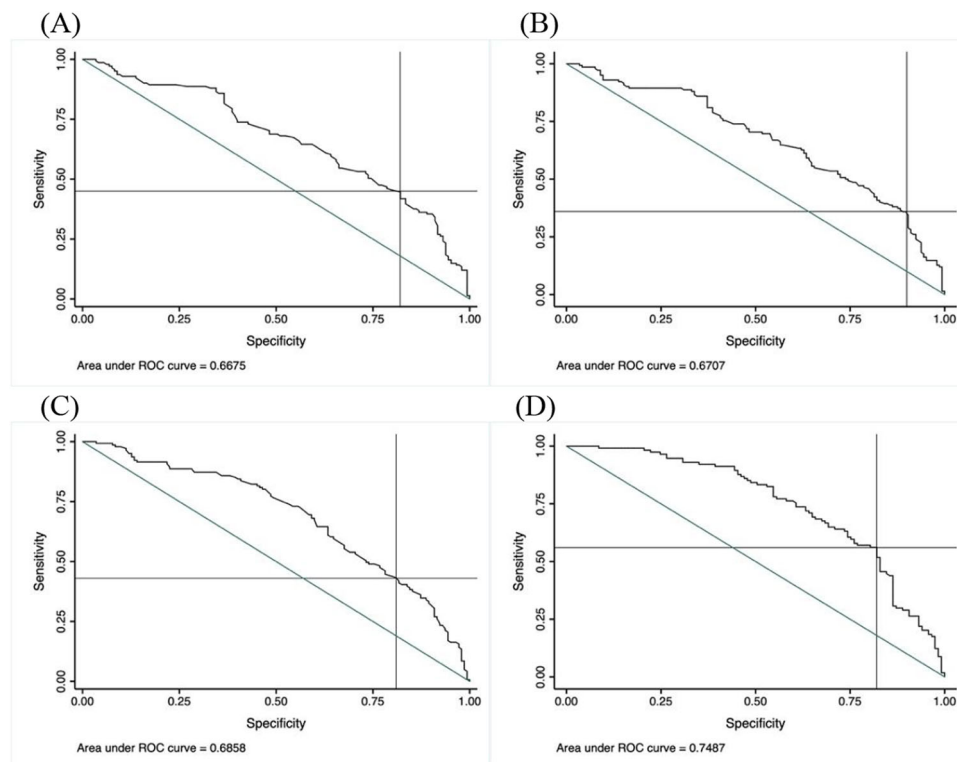 (A)
(B)
Sensitivity
1.00
0.75
0.50
0.25
0.00
0.00 0.25 0.50 0.75 1.00
Specificity
Area under ROC curve = 0.6675
Sensitivity
1.00
0.75
0.50
0.25
0.00
0.00 0.25 0.50 0.75 1.00
Specificity
Area under ROC curve = 0.6707
(C)
(D)
Sensitivity
1.00
0.75
0.50
0.25
0.00
0.00 0.25 0.50 0.75 1.00
Specificity
Area under ROC curve = 0.6858
Sensitivity
1.00
0.75
0.50
0.25
0.00
0.00 0.25 0.50 0.75 1.00
Specificity
Area under ROC curve = 0.7487